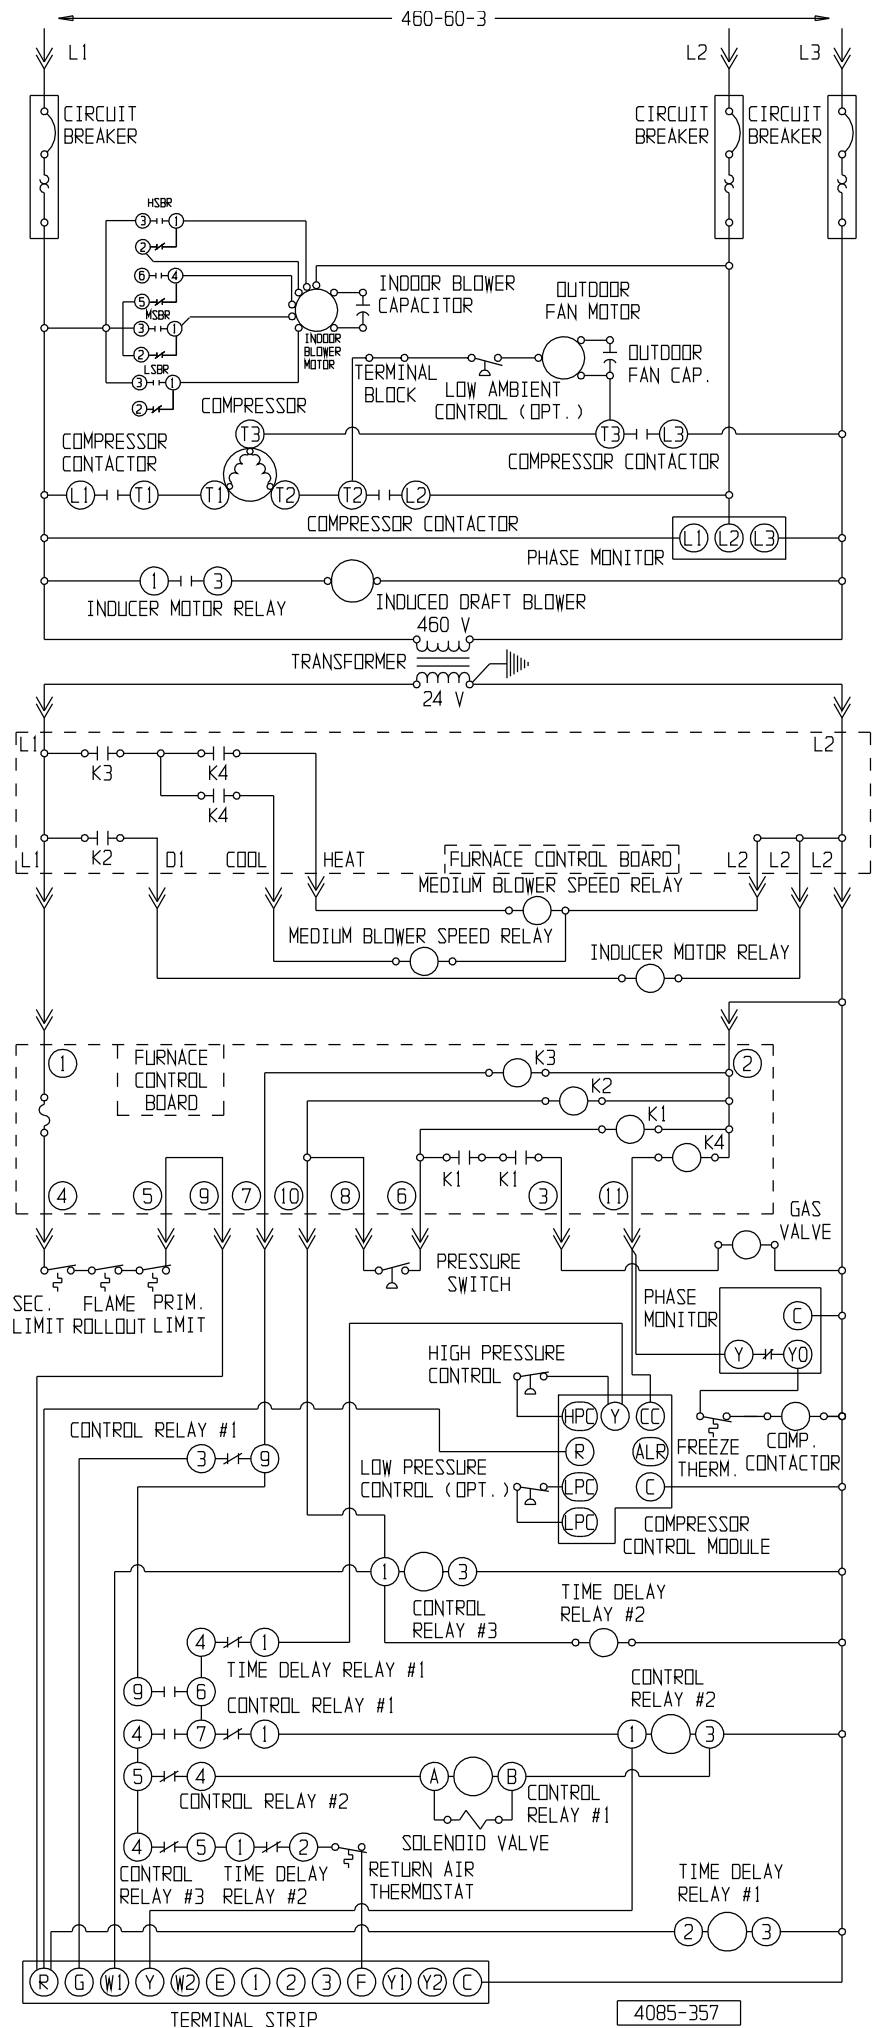 460-60-3
L1
L2
L3
CIRCUIT
BREAKER
CIRCUIT
BREAKER
CIRCUIT
BREAKER
HSBR
3 1
2
6 4
5
MSBR
3 1
2
LSBR
3 1
2
INDOOR BLOWER
CAPACITOR
INDOOR
BLOWER
MOTOR
OUTDOOR
FAN MOTOR
OUTDOOR
FAN CAP.
TERMINAL
BLOCK
LOW AMBIENT
CONTROL (OPT.)
COMPRESSOR
T3
T3
L3
COMPRESSOR CONTACTOR
COMPRESSOR
CONTACTOR
L1
T1
T1
T2
T2
L2
COMPRESSOR CONTACTOR
L1
L2
L3
PHASE MONITOR
1
3
INDUCER MOTOR RELAY
INDUCED DRAFT BLOWER
460 V
TRANSFORMER
24 V
L1
L2
K3
K4
K4
K2
L1
D1
COOL
HEAT
FURNACE CONTROL BOARD
L2
L2
L2
MEDIUM BLOWER SPEED RELAY
MEDIUM BLOWER SPEED RELAY
INDUCER MOTOR RELAY
1
FURNACE
CONTROL
BOARD
K3
2
K2
K1
K4
K1
K1
4
5
9
7
10
8
6
3
11
GAS
VALVE
PRESSURE
SWITCH
SEC.
LIMIT
FLAME
ROLLOUT
PRIM.
LIMIT
PHASE
MONITOR
C
Y
YO
HIGH PRESSURE
CONTROL
HPC
Y
CC
R
ALR
LPC
C
LPC
FREEZE
THERM.
COMP.
CONTACTOR
CONTROL RELAY #1
3
9
LOW PRESSURE
CONTROL (OPT.)
COMPRESSOR
CONTROL MODULE
1
3
CONTROL
RELAY #3
TIME DELAY
RELAY #2
4
1
TIME DELAY RELAY #1
9
6
CONTROL RELAY #1
4
7
1
CONTROL
RELAY #2
1
3
5
4
CONTROL RELAY #2
A
B
CONTROL
RELAY #1
SOLENOID VALVE
4
5
1
2
CONTROL
RELAY #3
TIME DELAY
RELAY #2
RETURN AIR
THERMOSTAT
TIME DELAY
RELAY #1
2
3
R G W1 Y W2 E 1 2 3 F Y1 Y2 C
TERMINAL STRIP
4085-357